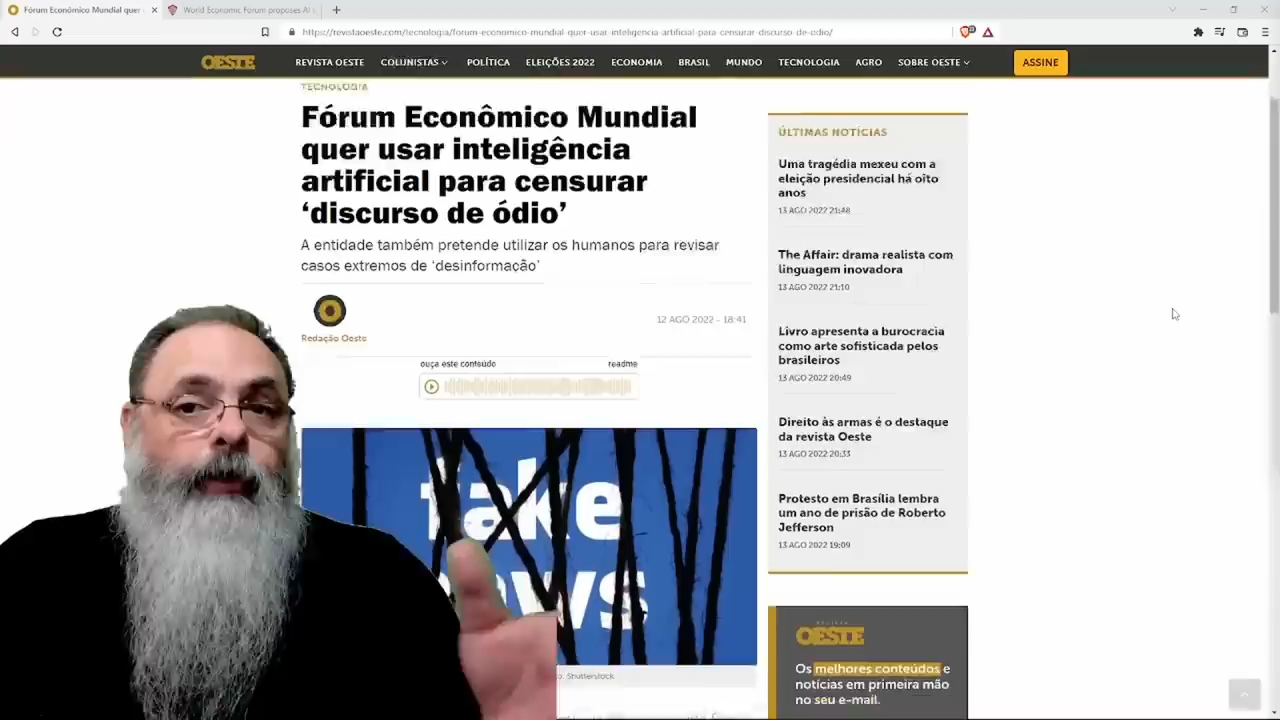 Fórum Econômico Mundial quer
World Economic Forum proposes AI
https://revistaoeste.com/tecnologia/forum-economico-mundial-quer-usar-inteligencia-artificial-para-censurar-discurso-de-odio/
OESTE
REVISTA OESTE
COLUNISTAS
POLÍTICA
ELEIÇÕES 2022
ECONOMIA
BRASIL
MUNDO
TECNOLOGIA
AGRO
SOBRE OESTE
ASSINE
TECNOLOGIA
Fórum Econômico Mundial
quer usar inteligência
artificial para censurar
‘discurso de ódio’
A entidade também pretende utilizar os humanos para revisar
casos extremos de ‘desinformação’
Redação Oeste
12 AGO 2022 - 18:41
ouça este conteúdo
readme
fake
news
Shutterstock
ÚLTIMAS NOTÍCIAS
Uma tragédia mexeu com a
eleição presidencial há oito
anos
13 AGO 2022 21:48
The Affair: drama realista com
linguagem inovadora
13 AGO 2022 21:10
Livro apresenta a burocracia
como arte sofisticada pelos
brasileiros
13 AGO 2022 20:49
Direito às armas é o destaque
da revista Oeste
13 AGO 2022 20:33
Protesto em Brasília lembra
um ano de prisão de Roberto
Jefferson
13 AGO 2022 19:09
REVISTA
OESTE
Os melhores conteúdos e
notícias em primeira mão
no seu e-mail.